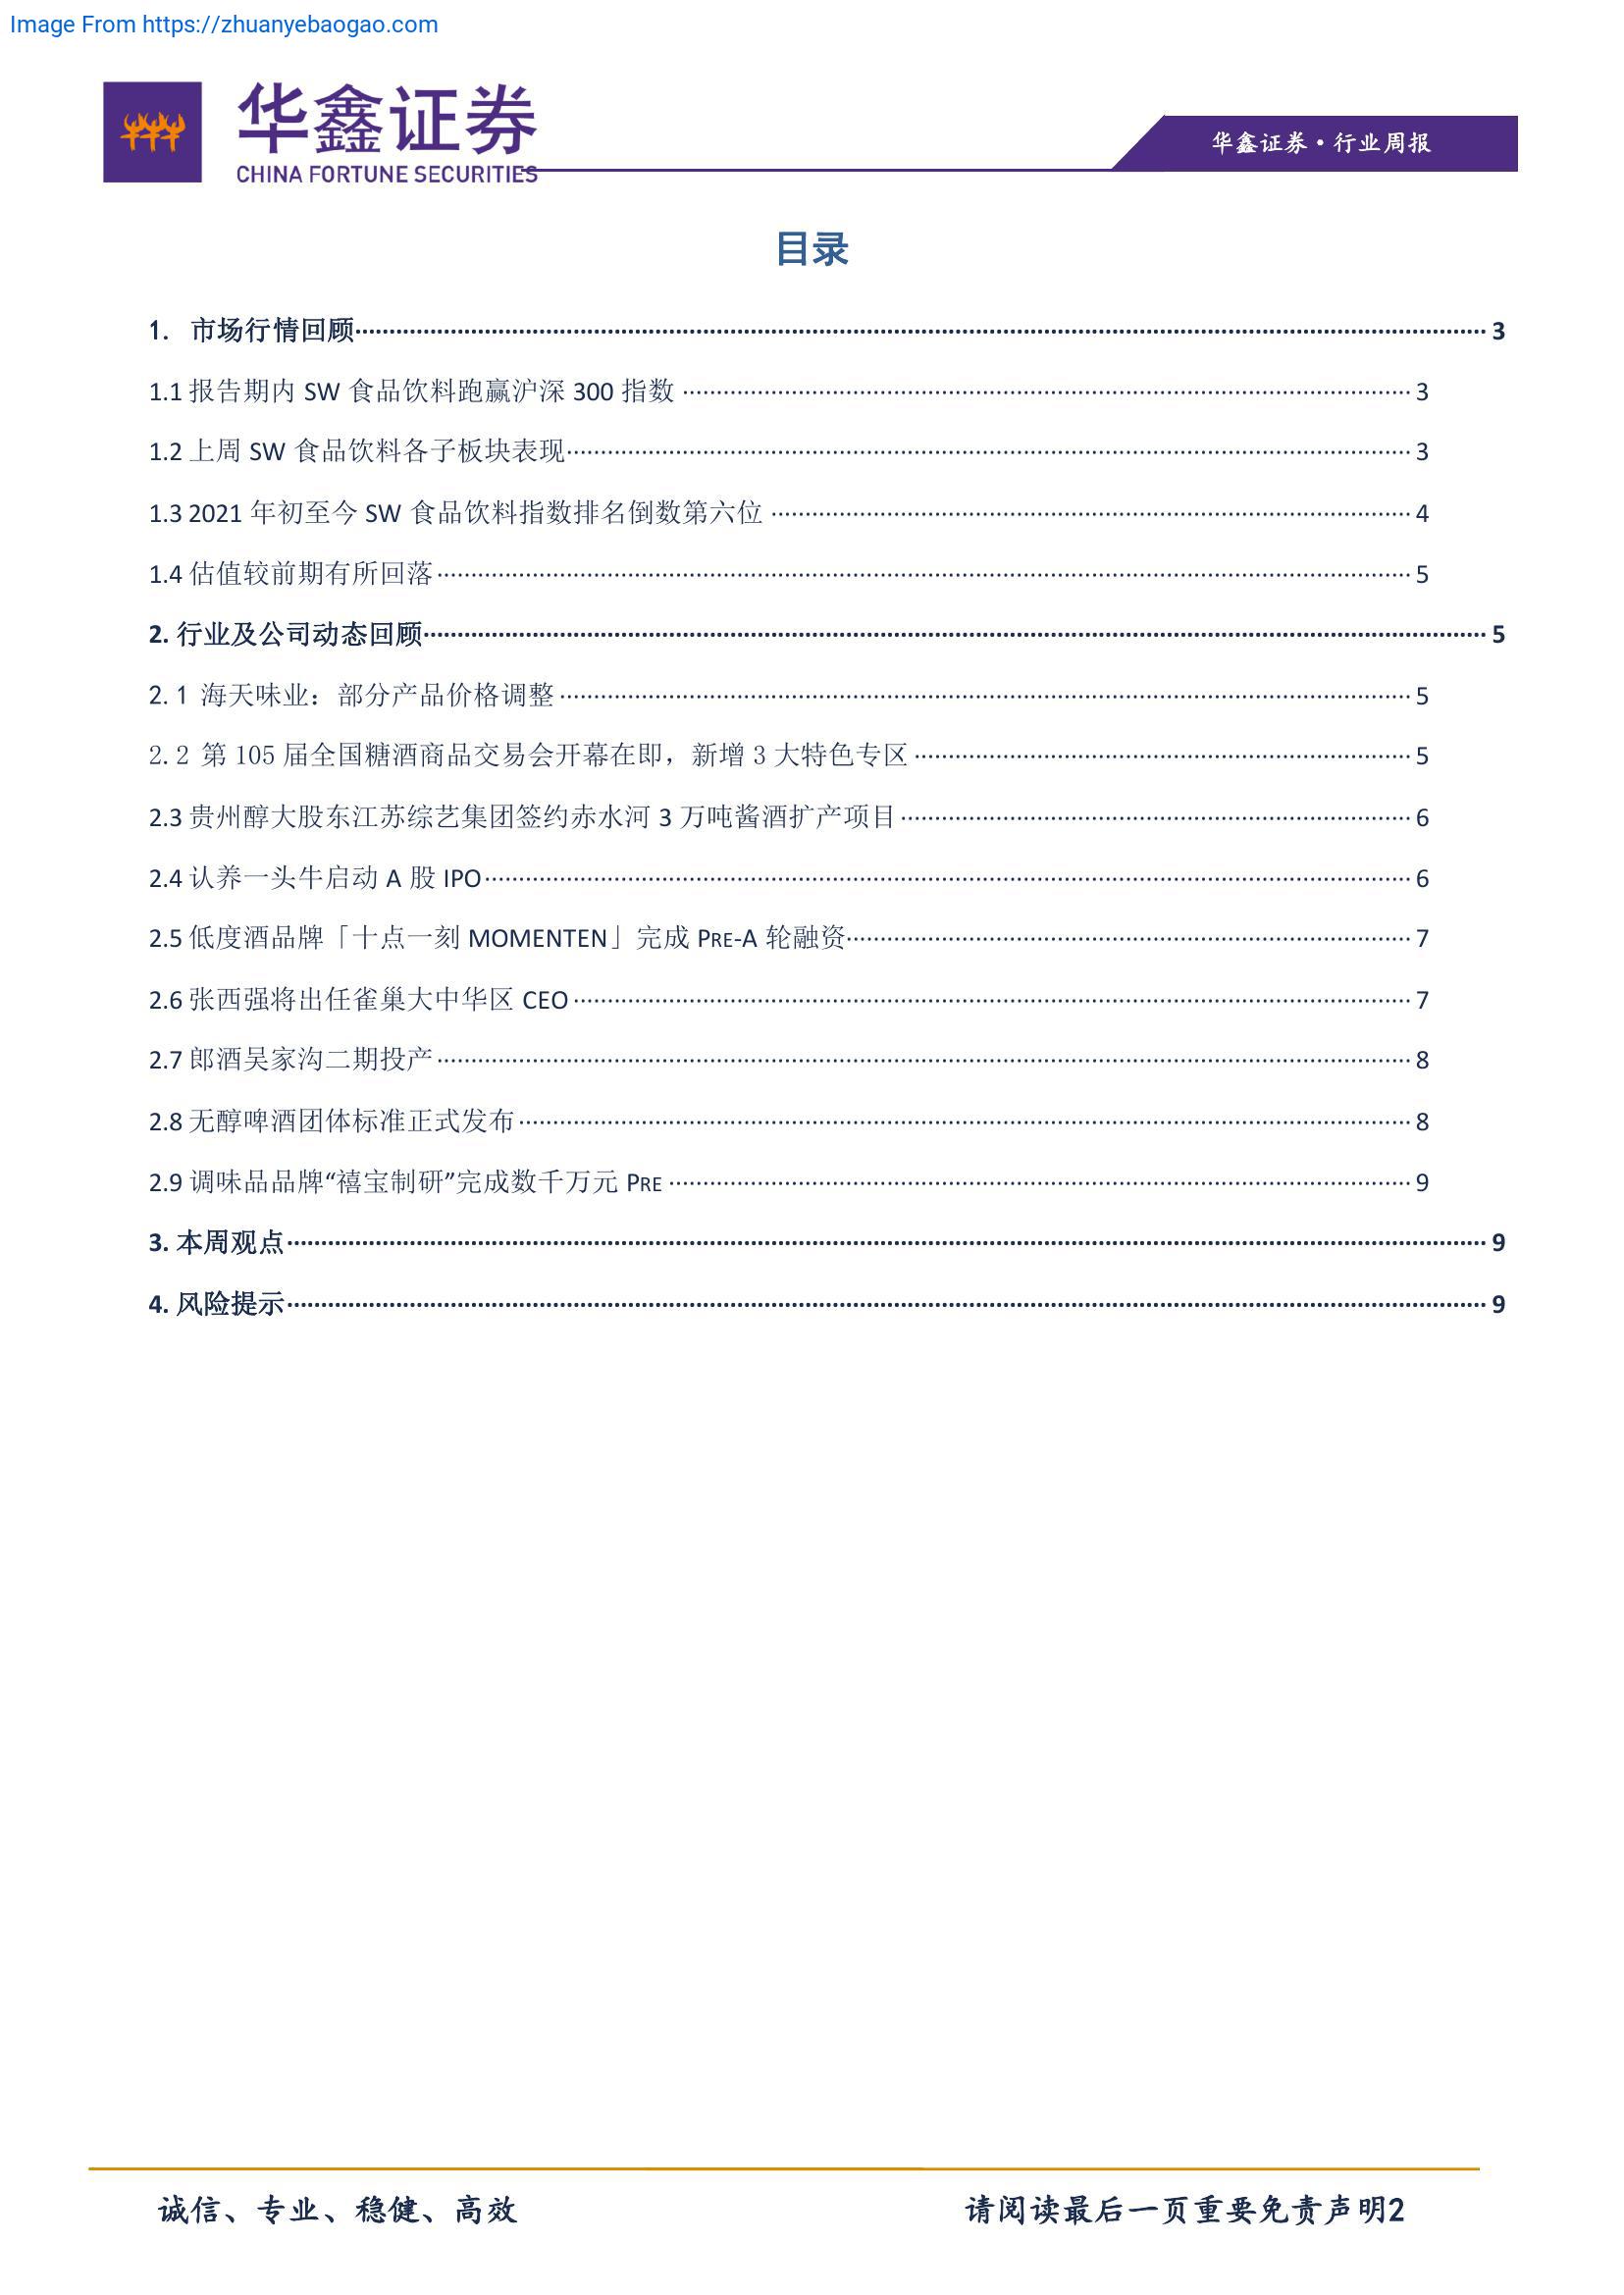 Image From https://zhuanyebaogao.com
华鑫证券
CHINA FORTUNE SECURITIES
华鑫证券·行业周报
目录
1. 市场行情回顾 3
1.1 报告期内 SW 食品饮料跑赢沪深 300 指数 3
1.2 上周 SW 食品饮料各子板块表现 3
1.3 2021 年初至今 SW 食品饮料指数排名倒数第六位 4
1.4 估值较前期有所回落 5
2. 行业及公司动态回顾 5
2.1 海天味业：部分产品价格调整 5
2.2 第 105 届全国糖酒商品交易会开幕在即，新增 3 大特色专区 5
2.3 贵州醇大股东江苏综艺集团签约赤水河 3 万吨酱酒扩产项目 6
2.4 认养一头牛启动 A 股 IPO 6
2.5 低度酒品牌「十点一刻 MOMENTEN」完成 PRE-A 轮融资 7
2.6 张西强将出任雀巢大中华区 CEO 7
2.7 郎酒吴家沟二期投产 8
2.8 无醇啤酒团体标准正式发布 8
2.9 调味品品牌“禧宝制研”完成数千万元 PRE 9
3. 本周观点 9
4. 风险提示 9
诚信、专业、稳健、高效
请阅读最后一页重要免责声明2